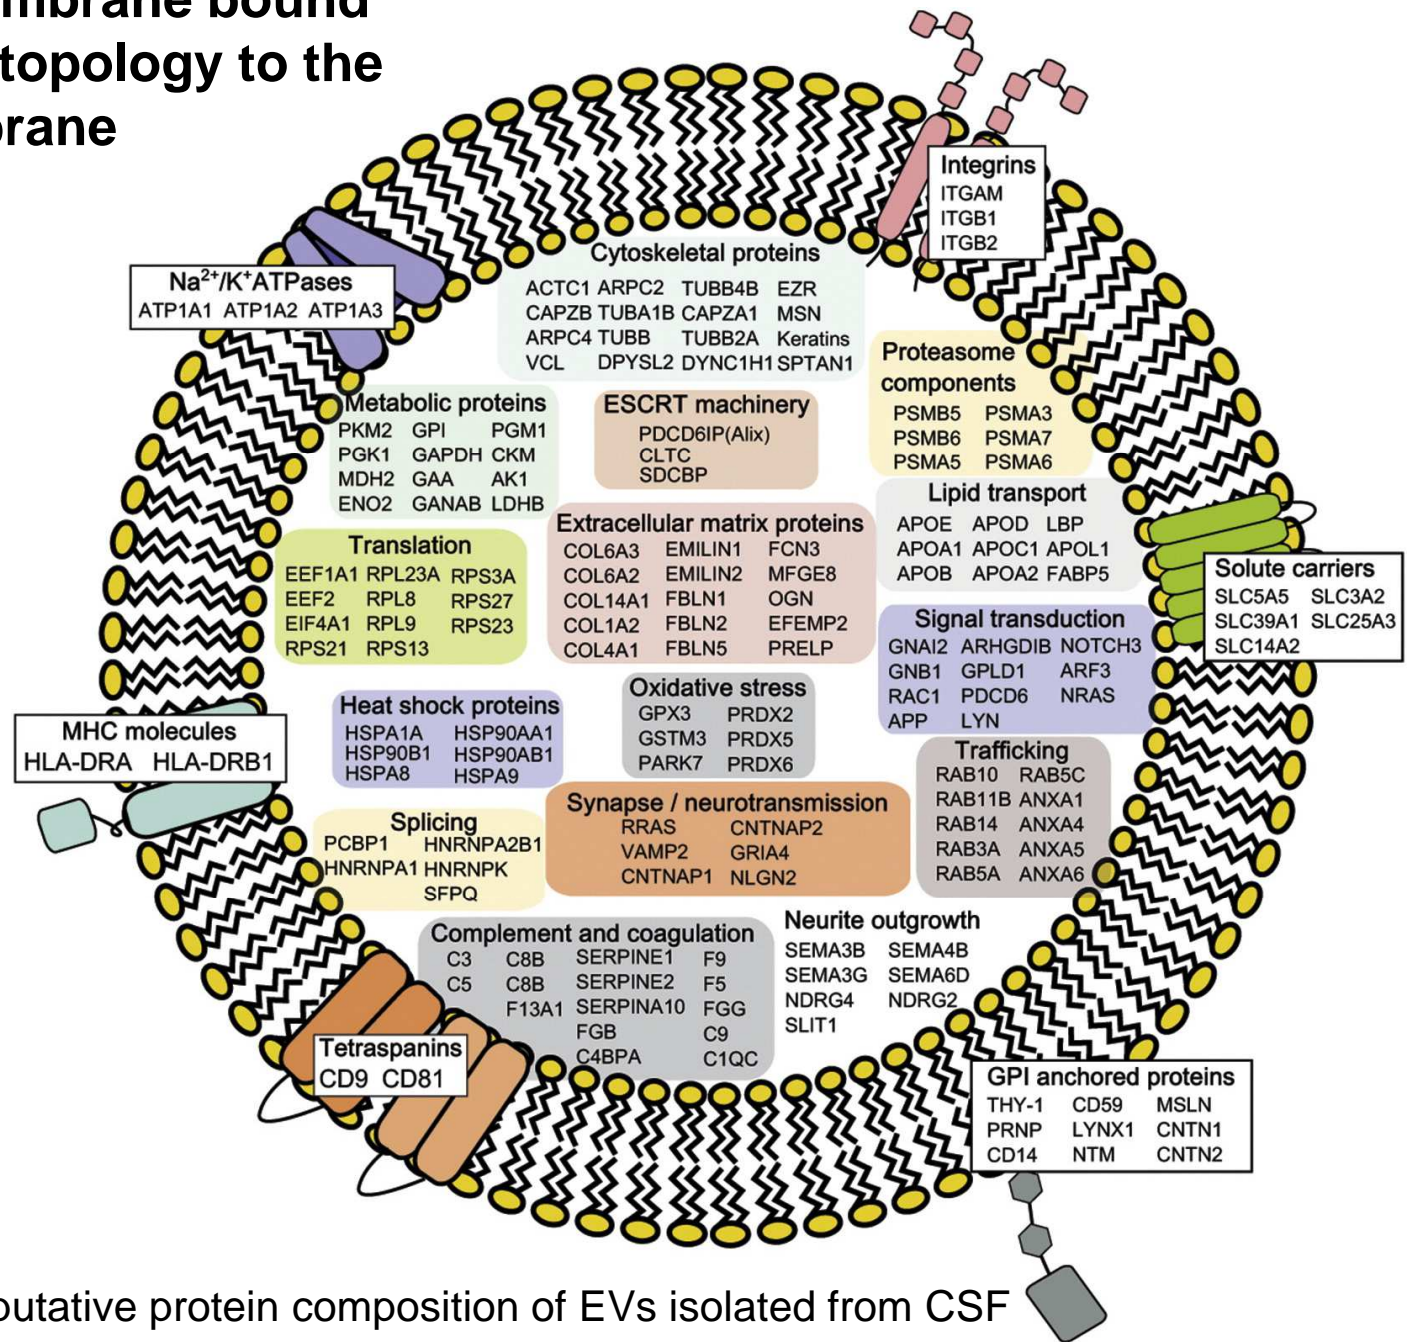 mbrane bound
topology to the
brane
Integrins
ITGAM
ITGB1
ITGB2
Na2+/K+ATPases
ATP1A1 ATP1A2 ATP1A3
Cytoskeletal proteins
ACTC1 ARPC2 TUBB4B EZR
CAPZB TUBA1B CAPZA1 MSN
ARPC4 TUBB TUBB2A Keratins
VCL DPYSL2 DYNC1H1 SPTAN1
Proteasome
components
PSMB5 PSMA3
PSMB6 PSMA7
PSMA5 PSMA6
Metabolic proteins
PKM2 GPI PGM1
PGK1 GAPDH CKM
MDH2 GAA AK1
ENO2 GANAB LDHB
ESCRT machinery
PDCD6IP(Alix)
CLTC
SDCBP
Lipid transport
APOE APOD LBP
APOA1 APOC1 APOL1
APOB APOA2 FABP5
Extracellular matrix proteins
COL6A3 EMILIN1 FCN3
COL6A2 EMILIN2 MFGE8
COL14A1 FBLN1 OGN
COL1A2 FBLN2 EFEMP2
COL4A1 FBLN5 PRELP
Translation
EEF1A1 RPL23A RPS3A
EEF2 RPL8 RPS27
EIF4A1 RPL9 RPS23
RPS21 RPS13
Solute carriers
SLC5A5 SLC3A2
SLC39A1 SLC25A3
SLC14A2
Signal transduction
GNAI2 ARHGDIB NOTCH3
GNB1 GPLD1 ARF3
RAC1 PDCD6 NRAS
APP LYN
Oxidative stress
GPX3 PRDX2
GSTM3 PRDX5
PARK7 PRDX6
Heat shock proteins
HSPA1A HSP90AA1
HSP90B1 HSP90AB1
HSPA8 HSPA9
MHC molecules
HLA-DRA HLA-DRB1
Trafficking
RAB10 RAB5C
RAB11B ANXA1
RAB14 ANXA4
RAB3A ANXA5
RAB5A ANXA6
Synapse / neurotransmission
RRAS CNTNAP2
VAMP2 GRIA4
CNTNAP1 NLGN2
Splicing
PCBP1 HNRNPA2B1
HNRNPA1 HNRNPK
SFPQ
Complement and coagulation
C3 C8B SERPINE1 F9
C5 C8B SERPINE2 F5
F13A1 SERPINA10 FGG
FGB C9
C4BPA C1QC
Neurite outgrowth
SEMA3B SEMA4B
SEMA3G SEMA6D
NDRG4 NDRG2
SLIT1
Tetraspanins
CD9 CD81
GPI anchored proteins
THY-1 CD59 MSLN
PRNP LYNX1 CNTN1
CD14 NTM CNTN2
putative protein composition of EVs isolated from CSF